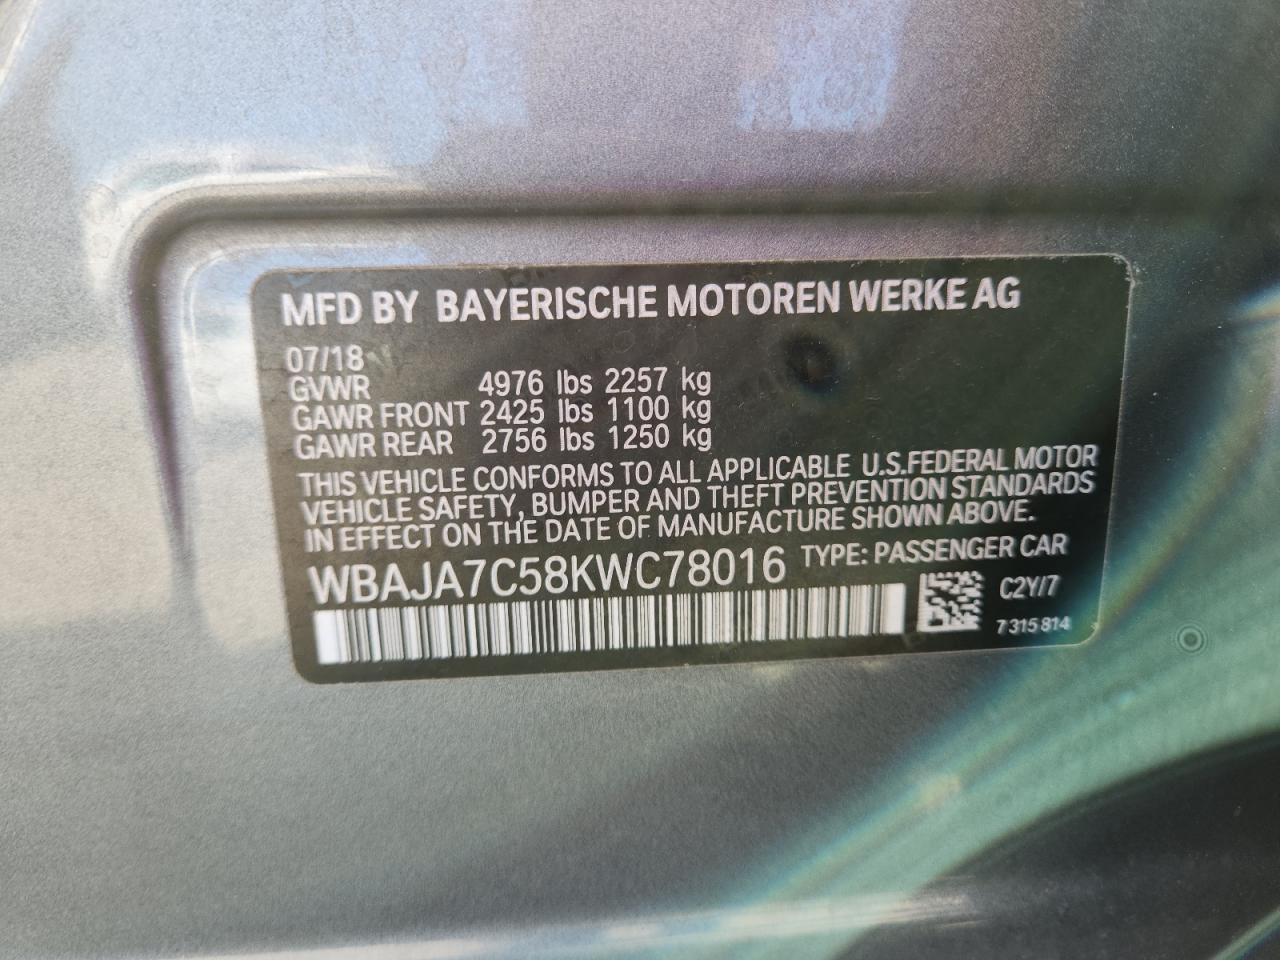 MFD BY BAYERISCHE MOTOREN WERKE AG
07/18
GVWR 4976 lbs 2257 kg
GAWR FRONT 2425 lbs 1100 kg
GAWR REAR 2756 lbs 1250 kg
THIS VEHICLE CONFORMS TO ALL APPLICABLE U.S.FEDERAL MOTOR
VEHICLE SAFETY, BUMPER AND THEFT PREVENTION STANDARDS
IN EFFECT ON THE DATE OF MANUFACTURE SHOWN ABOVE.
WBAJA7C58KWC78016 TYPE: PASSENGER CAR
C2Y/7
7 315 814